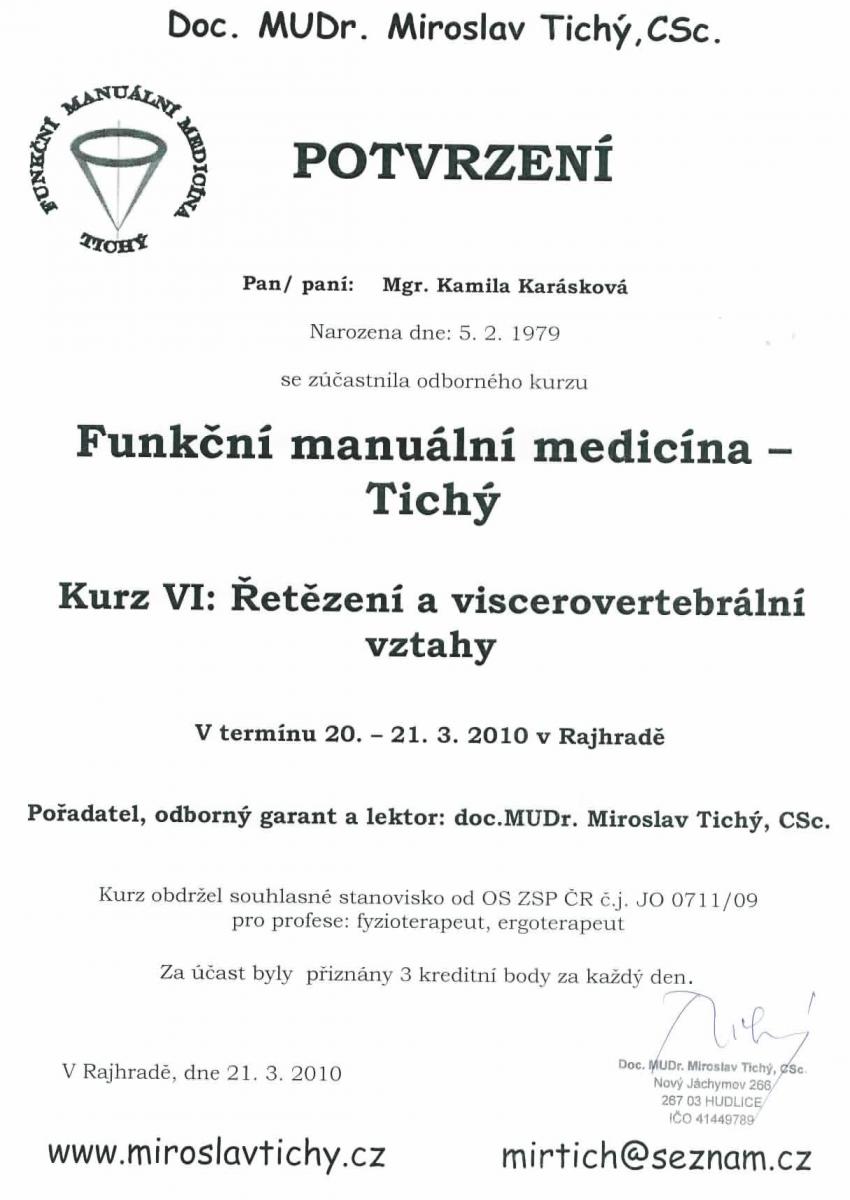 Doc. MUDr. Miroslav Tichý,CSc.
FUNKČNÍ MANUÁLNÍ MEDICÍNA
TICHÝ
POTVRZENÍ
Pan/ paní: Mgr. Kamila Karásková
Narozena dne: 5. 2. 1979
se zúčastnila odborného kurzu
Funkční manuální medicína –
Tichý
Kurz VI: Řetězení a viscerovertebrální
vztahy
V termínu 20. – 21. 3. 2010 v Rajhradě
Pořadatel, odborný garant a lektor: doc.MUDr. Miroslav Tichý, CSc.
Kurz obdržel souhlasné stanovisko od OS ZSP ČR č.j. JO 0711/09
pro profese: fyzioterapeut, ergoterapeut
Za účast byly přiznány 3 kreditní body za každý den.
Tichý
Doc. MUDr. Miroslav Tichý, CSc.
Nový Jáchymov 266
267 03 HUDLICE
IČO 41449789
V Rajhradě, dne 21. 3. 2010
www.miroslavtichy.cz
mirtich@seznam.cz